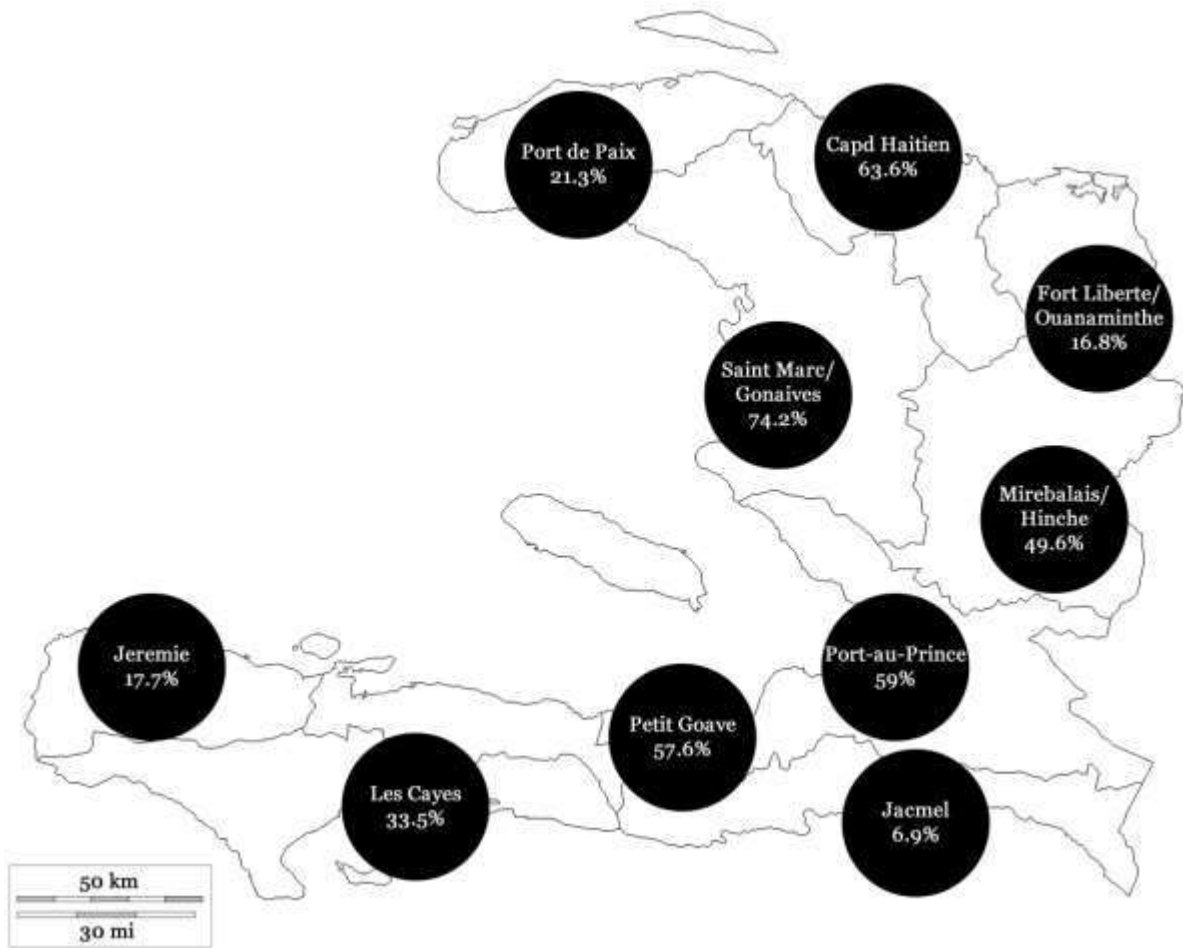 Port de Paix
21.3%
Capd Haitien
63.6%
Fort Liberte/
Ouanaminthe
16.8%
Saint Marc/
Gonaives
74.2%
Mirebalais/
Hinche
49.6%
Jeremie
17.7%
Port-au-Prince
59%
Petit Goave
57.6%
Les Cayes
33.5%
Jacmel
6.9%
50 km
30 mi